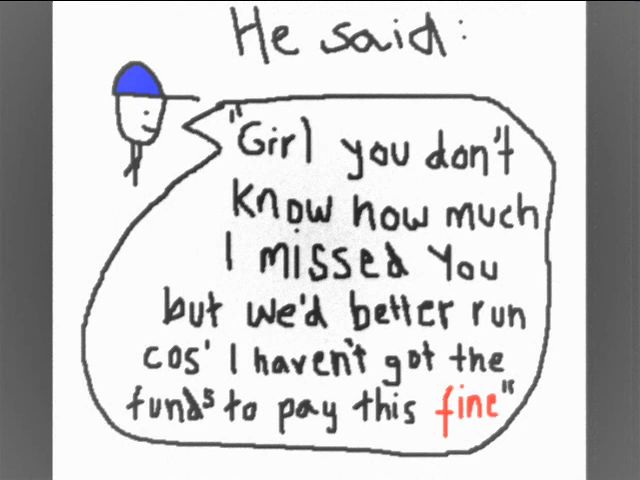 He said:
"Girl you don't
know how much
I missed you
but we'd better run
cos' I haven't got the
funds to pay this fine"